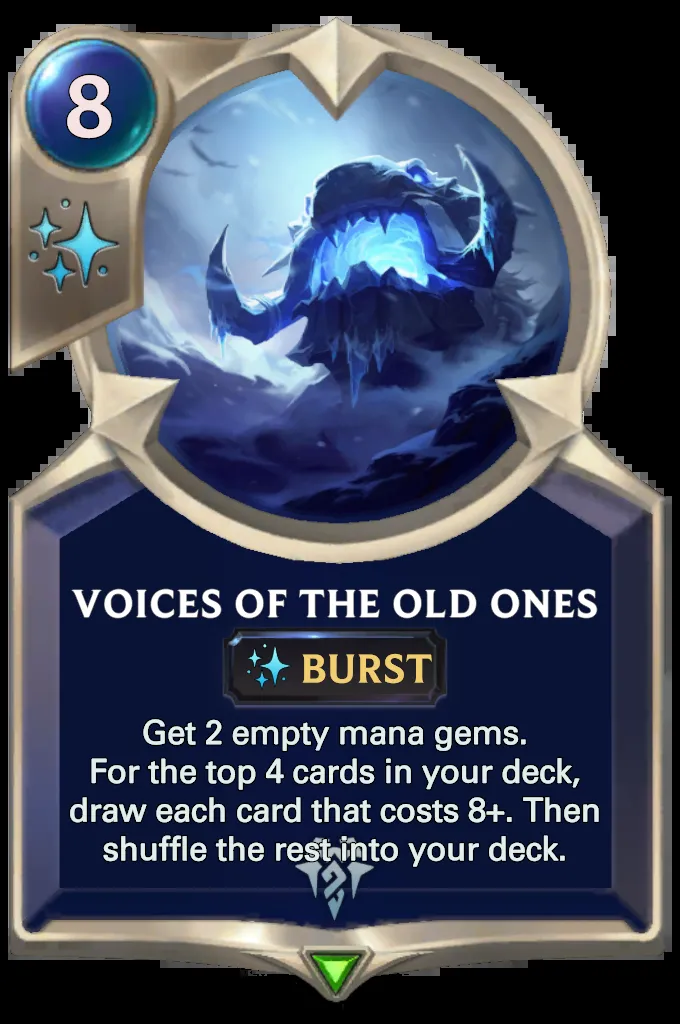 8
VOICES OF THE OLD ONES
BURST
Get 2 empty mana gems.
For the top 4 cards in your deck,
draw each card that costs 8+. Then
shuffle the rest into your deck.